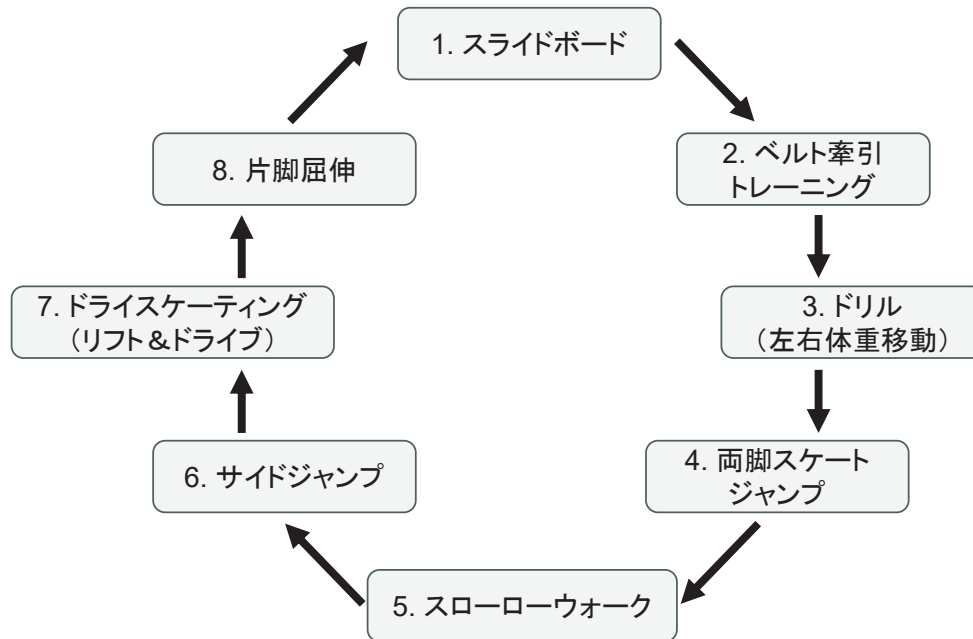 1. スライドボード
2. ベルト牽引
トレーニング
3. ドリル
（左右体重移動）
4. 両脚スケート
ジャンプ
5. スローローウォーク
6. サイドジャンプ
7. ドライスケーティング
（リフト＆ドライブ）
8. 片脚屈伸